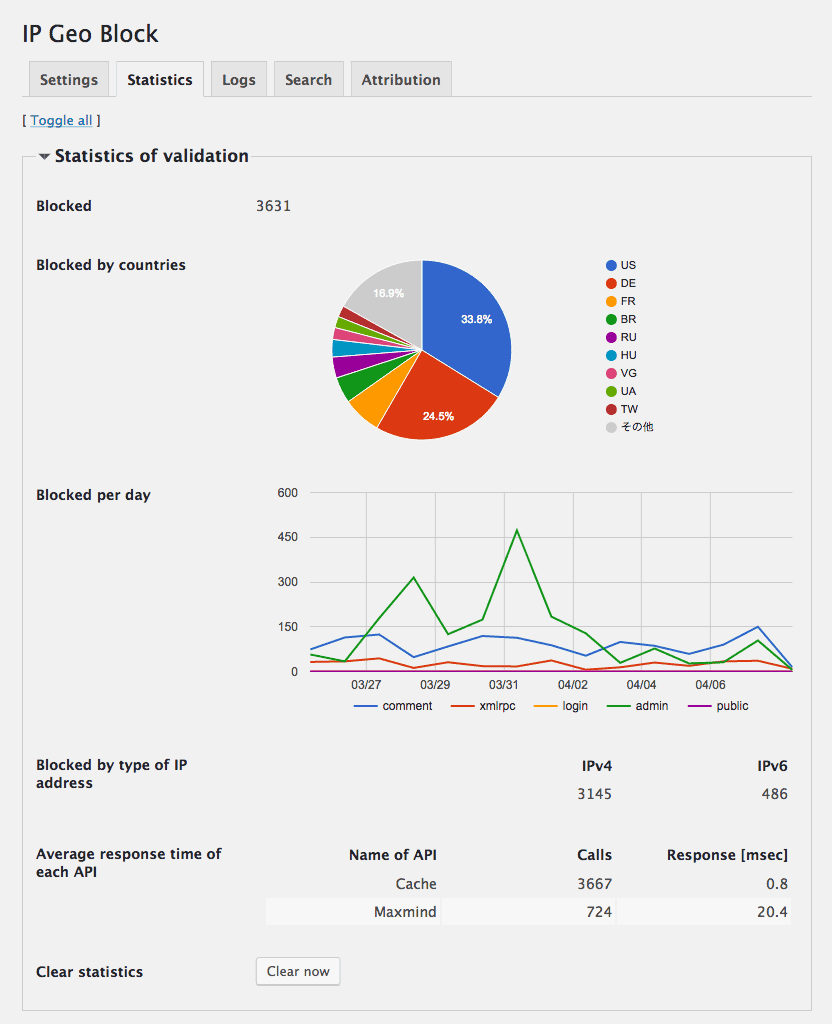 IP Geo Block
Settings Statistics Logs Search Attribution
[ Toggle all ]
Statistics of validation
Blocked 3631
Blocked by countries
16.9%
33.8%
24.5%
US
DE
FR
BR
RU
HU
VG
UA
TW
その他
Blocked per day
600
450
300
150
0
03/27 03/29 03/31 04/02 04/04 04/06
comment xmlrpc login admin public
Blocked by type of IP
address
IPv4 IPv6
3145 486
Average response time of
each API
Name of API Calls Response [msec]
Cache 3667 0.8
Maxmind 724 20.4
Clear statistics Clear now